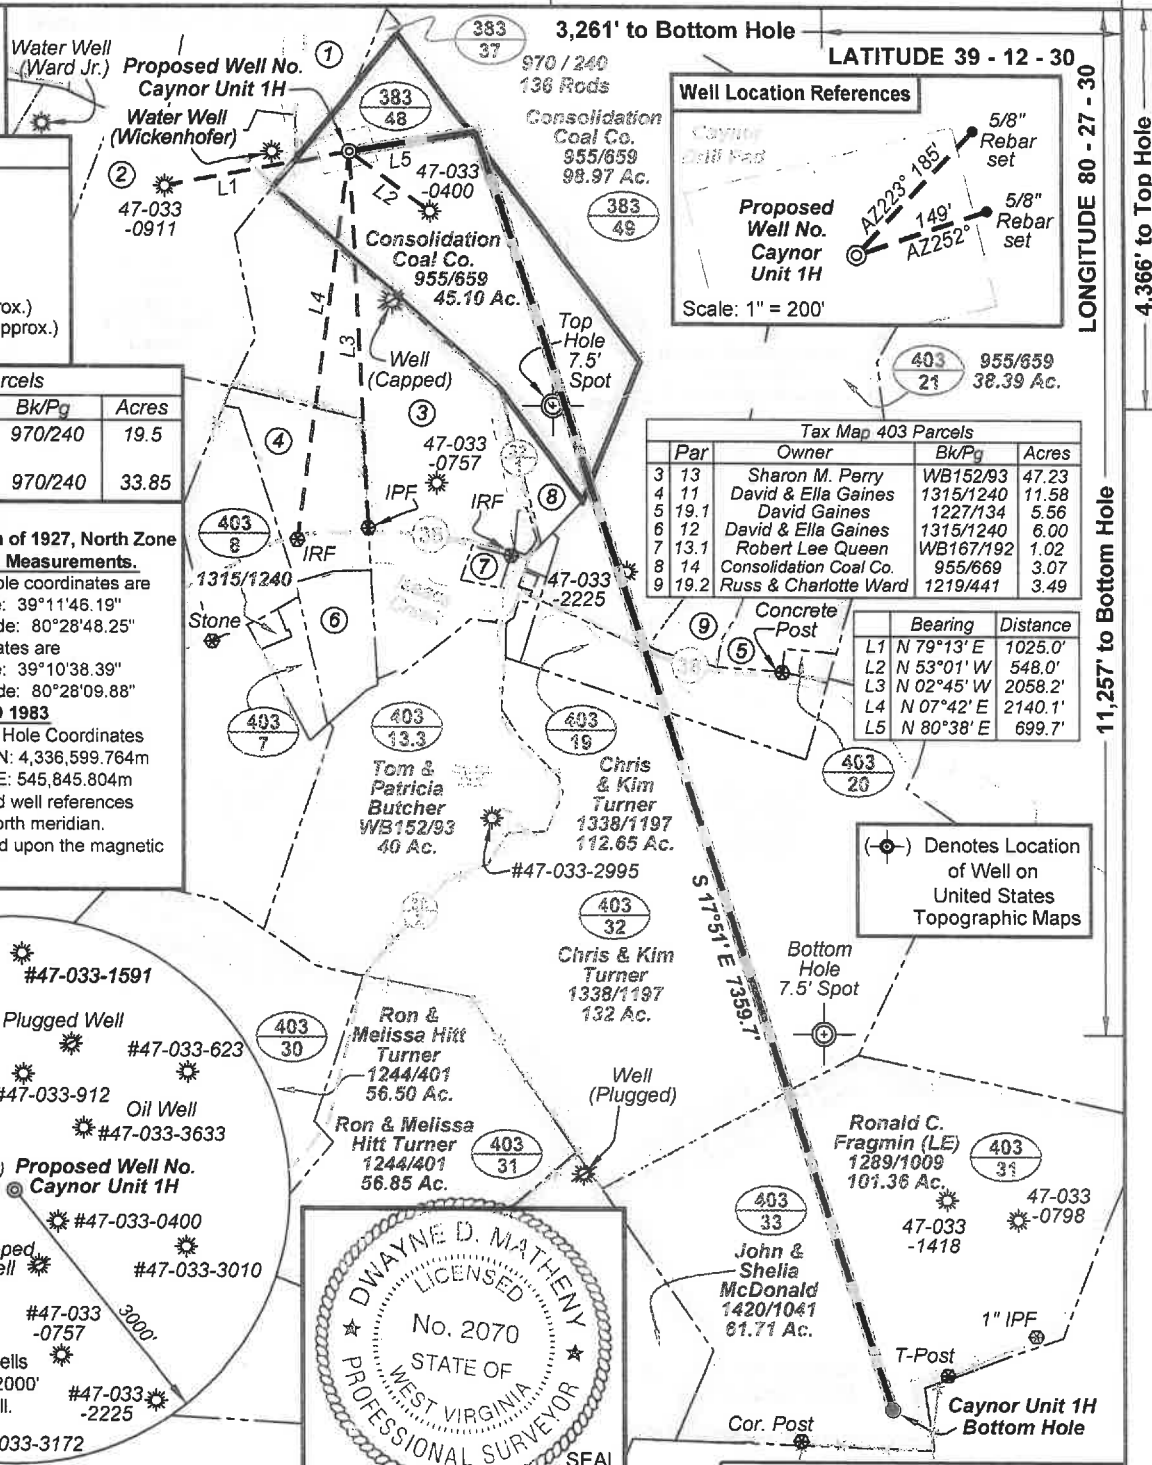 383
37
3,261' to Bottom Hole
LATITUDE 39 - 12 - 30
LONGITUDE 80 - 27 - 30
4,366' to Top Hole
11,257' to Bottom Hole
Water Well
(Ward Jr.)
Proposed Well No.
Caynor Unit 1H
Water Well
(Wickenhofer)
1
2
47-033
-0911
L1
383
48
L5
L2
47-033
-0400
970 / 240
136 Rods
Consolidation
Coal Co.
955/659
98.97 Ac.
383
49
Consolidation
Coal Co.
955/659
45.10 Ac.
Well Location References
Caynor
Drill Pad
AZ223° 185'
5/8"
Rebar
set
149'
AZ252°
5/8"
Rebar
set
Proposed
Well No.
Caynor
Unit 1H
Scale: 1" = 200'
L4
L3
Well
(Capped)
Top
Hole
7.5'
Spot
403
21
955/659
38.39 Ac.
ox.)
pprox.)
rcels
Bk/Pg Acres
970/240 19.5
970/240 33.85
3
4
47-033
-0757
IPF
IRF
8
7
403
8
IRF
1315/1240
Stone
6
47-033
-2225
Tax Map 403 Parcels
Par Owner Bk/Pg Acres
3 13 Sharon M. Perry WB152/93 47.23
4 11 David & Ella Gaines 1315/1240 11.58
5 19.1 David Gaines 1227/134 5.56
6 12 David & Ella Gaines 1315/1240 6.00
7 13.1 Robert Lee Queen WB167/192 1.02
8 14 Consolidation Coal Co. 955/669 3.07
9 19.2 Russ & Charlotte Ward 1219/441 3.49
9
5
Concrete
Post
Bearing Distance
L1 N 79°13' E 1025.0'
L2 N 53°01' W 548.0'
L3 N 02°45' W 2058.2'
L4 N 07°42' E 2140.1'
L5 N 80°38' E 699.7'
n of 1927, North Zone
Measurements.
ole coordinates are
e: 39°11'46.19"
de: 80°28'48.25"
ates are
e: 39°10'38.39"
de: 80°28'09.88"
1983
Hole Coordinates
N: 4,336,599.764m
E: 545,845.804m
d well references
orth meridian.
d upon the magnetic
403
7
403
13.3
Tom &
Patricia
Butcher
WB152/93
40 Ac.
403
19
Chris
& Kim
Turner
1338/1197
112.65 Ac.
403
20
#47-033-2995
403
32
Chris & Kim
Turner
1338/1197
132 Ac.
S 17°51' E 7359.7'
Denotes Location
of Well on
United States
Topographic Maps
Bottom
Hole
7.5' Spot
403
30
Ron &
Melissa Hitt
Turner
1244/401
56.50 Ac.
Ron & Melissa
Hitt Turner
1244/401
56.85 Ac.
403
31
Well
(Plugged)
Ronald C.
Fragmin (LE)
1289/1009
101.36 Ac.
403
31
47-033
-1418
47-033
-0798
403
33
John &
Shelia
McDonald
1420/1041
61.71 Ac.
1" IPF
T-Post
Caynor Unit 1H
Bottom Hole
Cor. Post
#47-033-1591
Plugged Well
#47-033-623
#47-033-912
Oil Well
#47-033-3633
Proposed Well No.
Caynor Unit 1H
#47-033-0400
#47-033-3010
pped
ell
3000'
#47-033
-0757
ells
2000'
ll.
#47-033
-2225
033-3172
DWAYNE D. MATHENY
LICENSED
No. 2070
STATE OF
WEST VIRGINIA
PROFESSIONAL SURVEYOR
SEAL